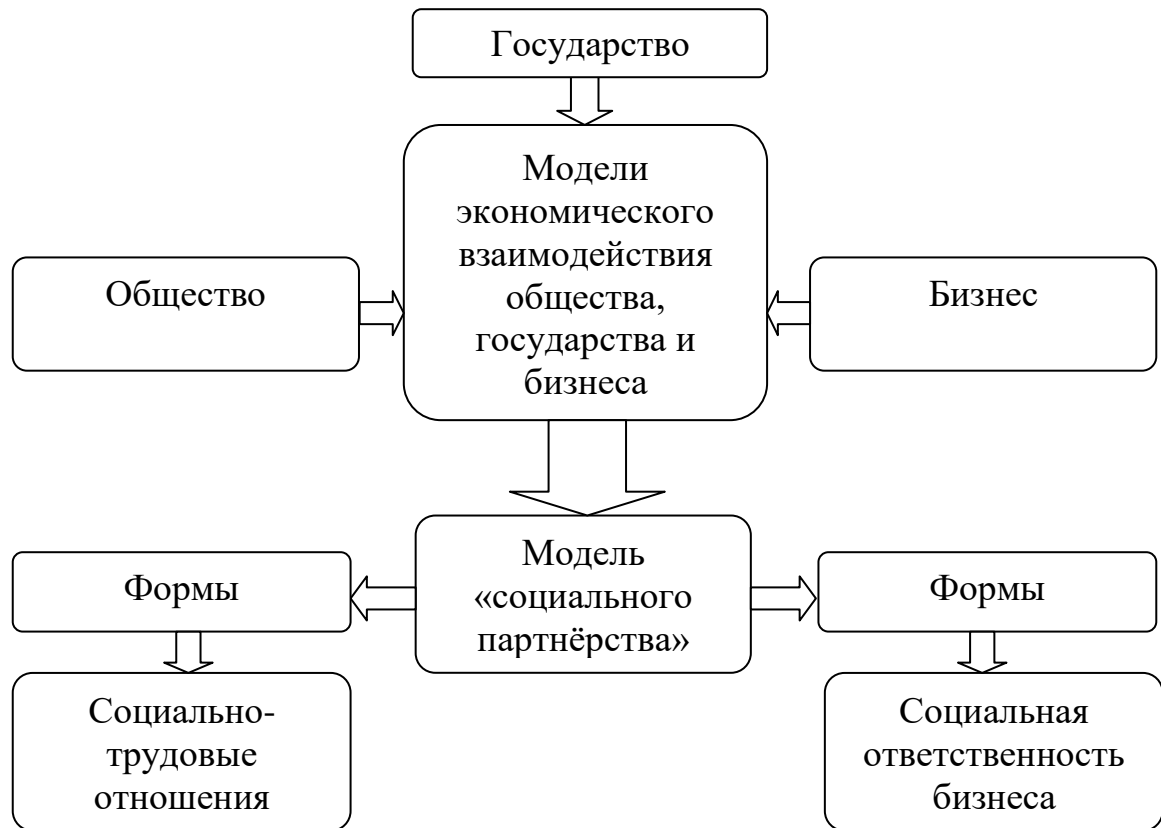 Государство
Модели
экономического
взаимодействия
общества,
государства и
бизнеса
Общество
Бизнес
Модель
«социального
партнёрства»
Формы
Формы
Социально-
трудовые
отношения
Социальная
ответственность
бизнеса